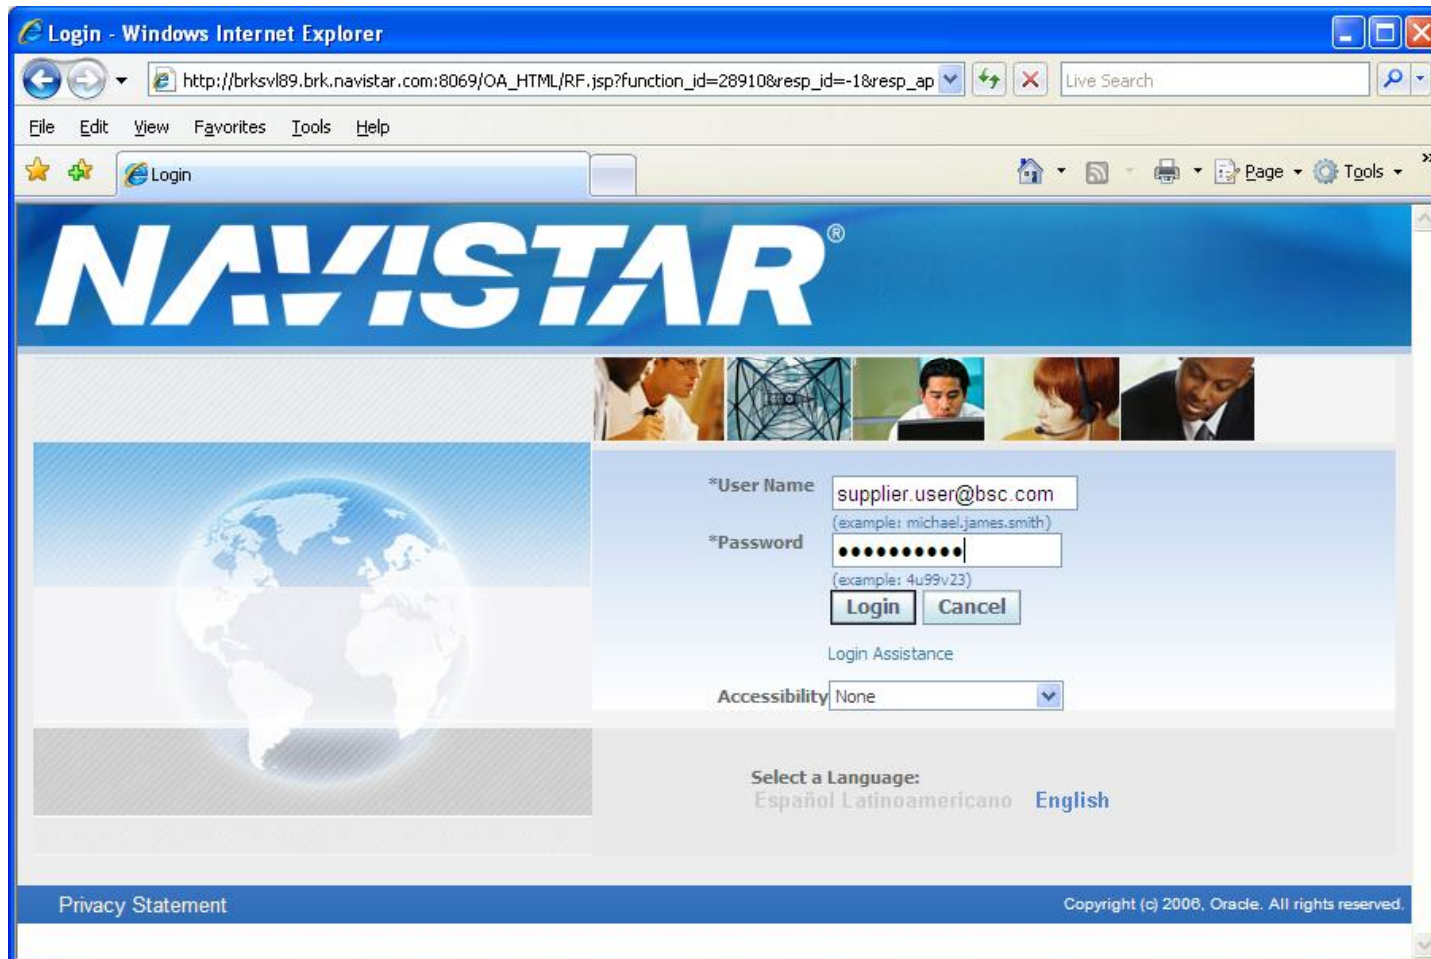 Login - Windows Internet Explorer
http://brksvl89.brk.navistar.com:8069/OA_HTML/RF.jsp?function_id=28910&resp_id=-1&resp_ap
Live Search
File Edit View Favorites Tools Help
Login
Page Tools
NAVISTAR®
*User Name supplier.user@bsc.com
(example: michael.james.smith)
*Password ••••••••••
(example: 4u99v23)
Login Cancel
Login Assistance
Accessibility None
Select a Language:
Español Latinoamericano English
Privacy Statement Copyright (c) 2006, Oracle. All rights reserved.